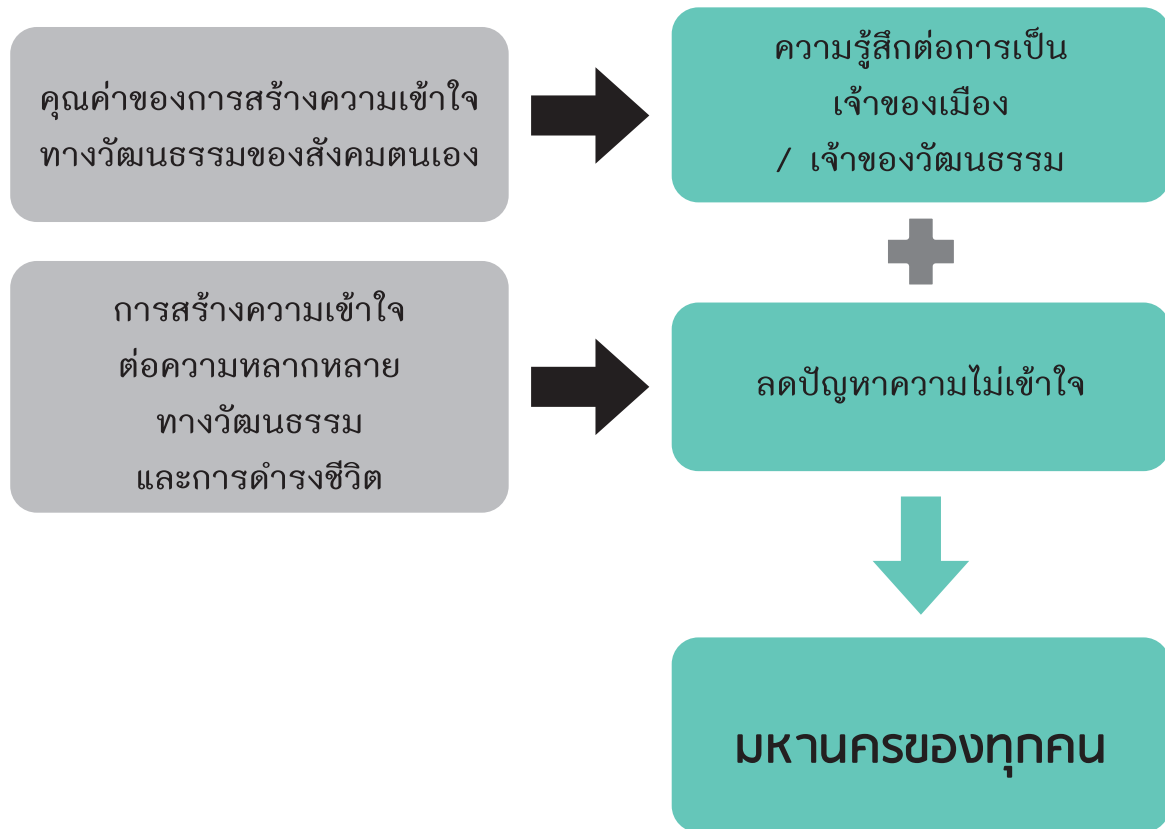 คุณค่าของการสร้างความเข้าใจ
ทางวัฒนธรรมของสังคมตนเอง
ความรู้สึกต่อการเป็น
เจ้าของเมือง
/ เจ้าของวัฒนธรรม
การสร้างความเข้าใจ
ต่อความหลากหลาย
ทางวัฒนธรรม
และการดำรงชีวิต
ลดปัญหาความไม่เข้าใจ
มหานครของทุกคน